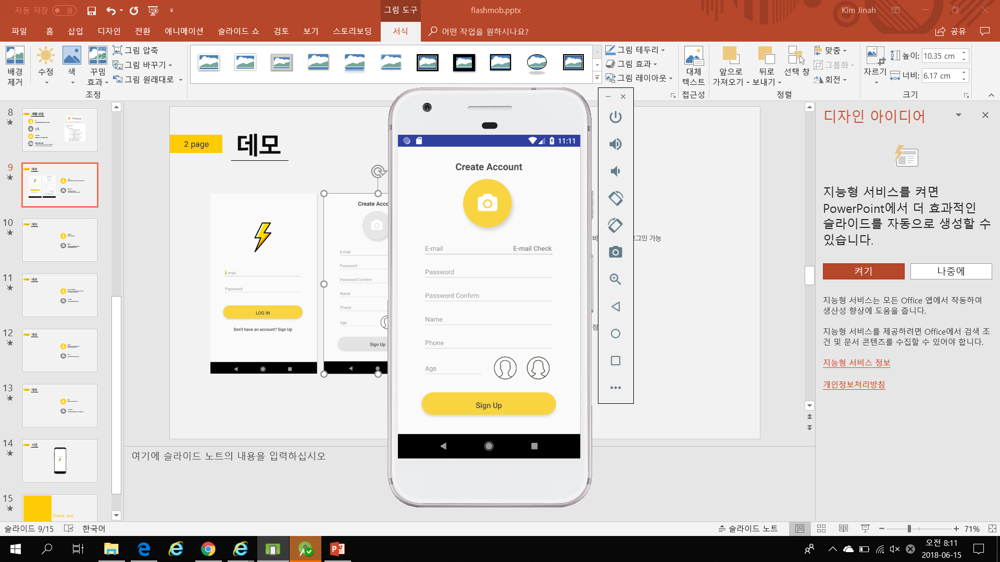 자동 저장 끔
그림 도구
flashmob.pptx
Kim Jinah
파일 홈 삽입 디자인 전환 애니메이션 슬라이드 쇼 검토 보기 스토리보딩 서식 어떤 작업을 원하시나요?
공유
배경 제거
수정
색
꾸밈 효과
그림 압축
그림 바꾸기
그림 원래대로
조정
그림 테두리
그림 효과
그림 레이아웃
대체 텍스트
접근성
앞으로 가져오기
뒤로 보내기
선택 창
맞춤
그룹화
회전
정렬
자르기
높이: 10.35 cm
너비: 6.17 cm
크기
8
개발 과정
9
데모
10
데모
11
데모
12
데모
13
데모
14
시연
15
Thank you
2 page
데모
E-mail
Password
LOG IN
Don't have an account? Sign Up
Create Acco
E-mail
Password
Password Confirm
Name
Phone
Age
Sign Up
비
로그인 가능
정
11:11
Create Account
E-mail
E-mail Check
Password
Password Confirm
Name
Phone
Age
Sign Up
여기에 슬라이드 노트의 내용을 입력하십시오
디자인 아이디어
지능형 서비스를 켜면
PowerPoint에서 더 효과적인
슬라이드를 자동으로 생성할 수
있습니다.
켜기
나중에
지능형 서비스는 모든 Office 앱에서 작동하여
생산성 향상에 도움을 줍니다.
지능형 서비스를 제공하려면 Office에서 검색 조
건 및 문서 콘텐츠를 수집할 수 있어야 합니다.
지능형 서비스 정보
개인정보처리방침
슬라이드 9/15
한국어
슬라이드 노트
71%
오전 8:11
2018-06-15